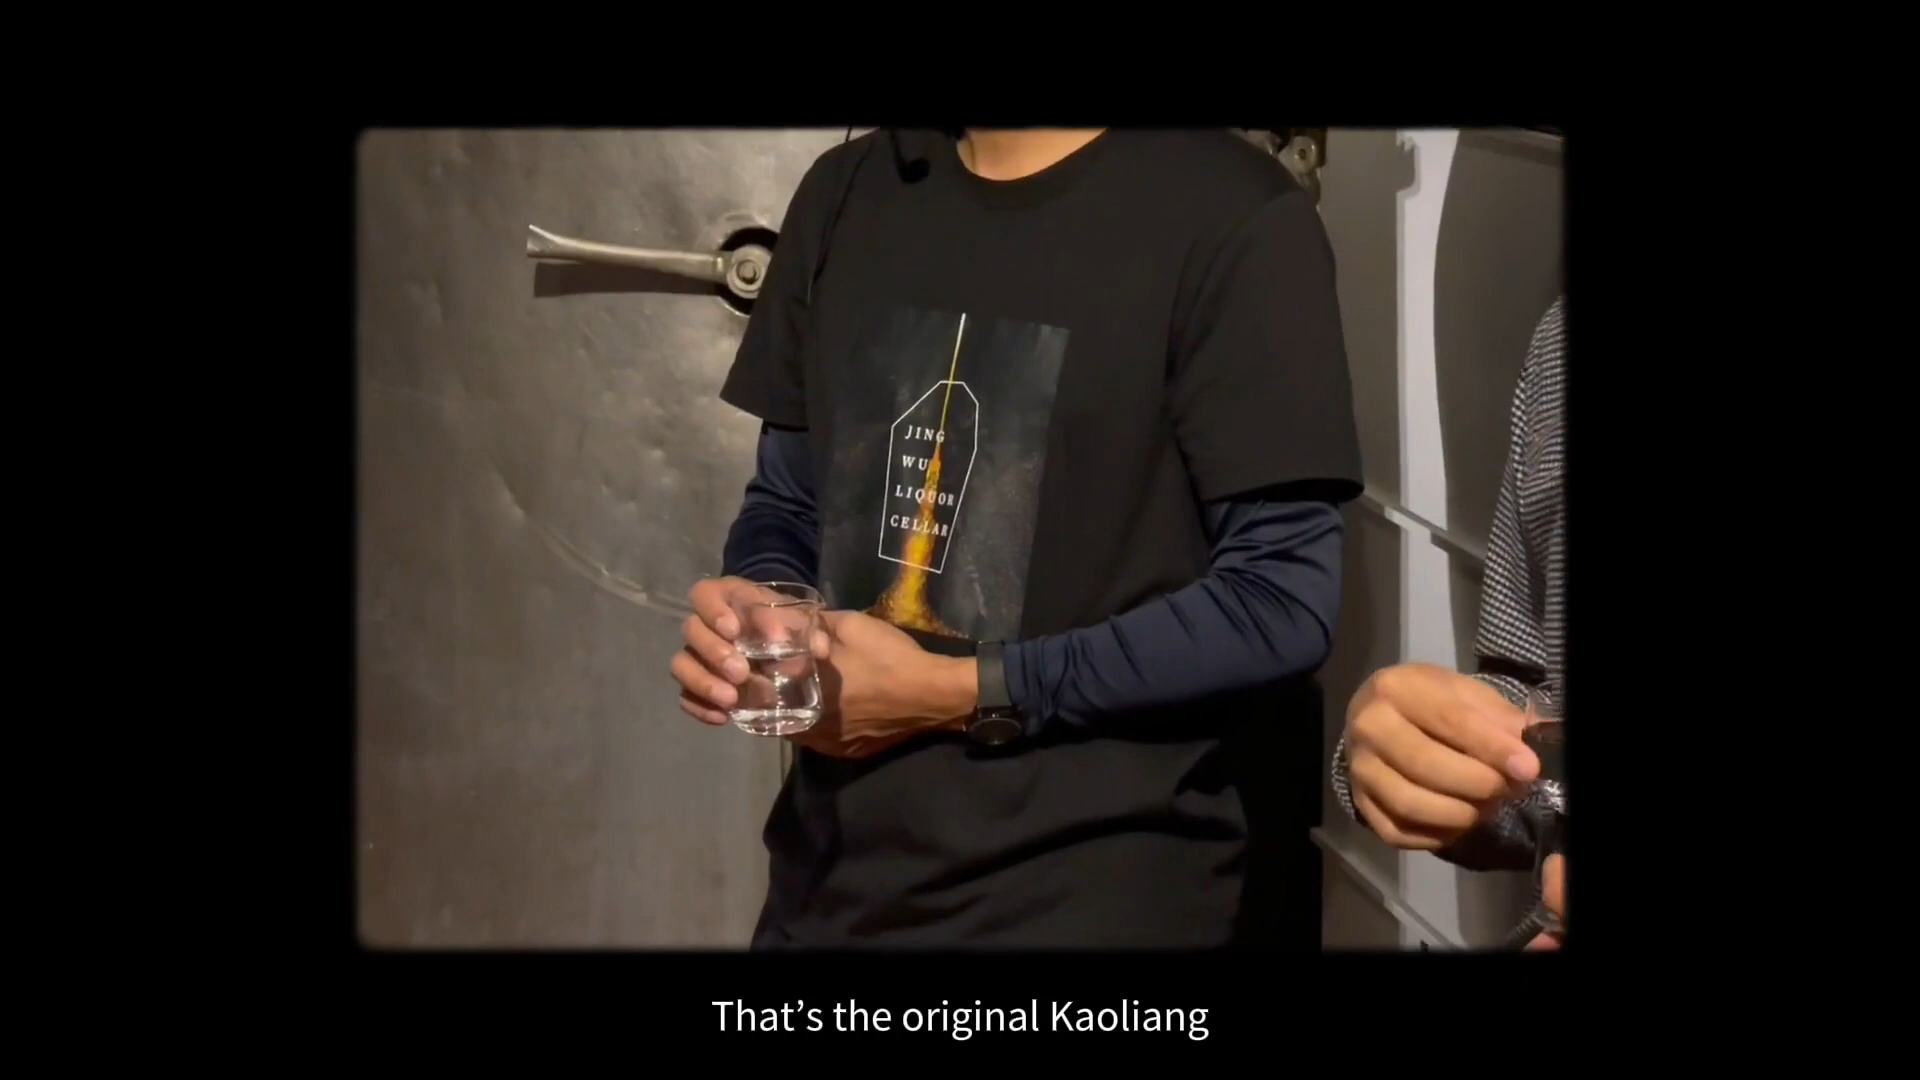 JING
WU
LIQUOR
CELLAR
That’s the original Kaoliang